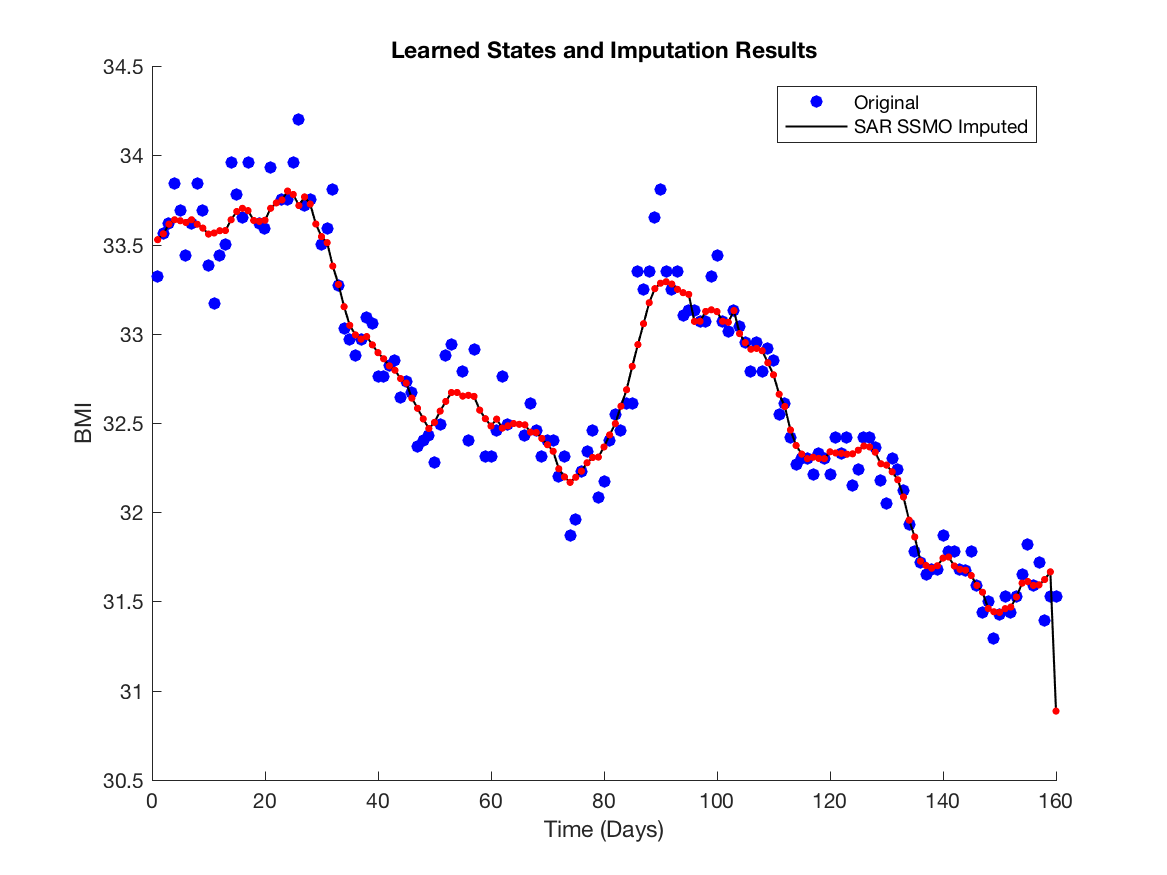 Learned States and Imputation Results
34.5
34
33.5
33
32.5
32
31.5
31
30.5
BMI
Original
SAR SSMO Imputed
0 20 40 60 80 100 120 140 160
Time (Days)